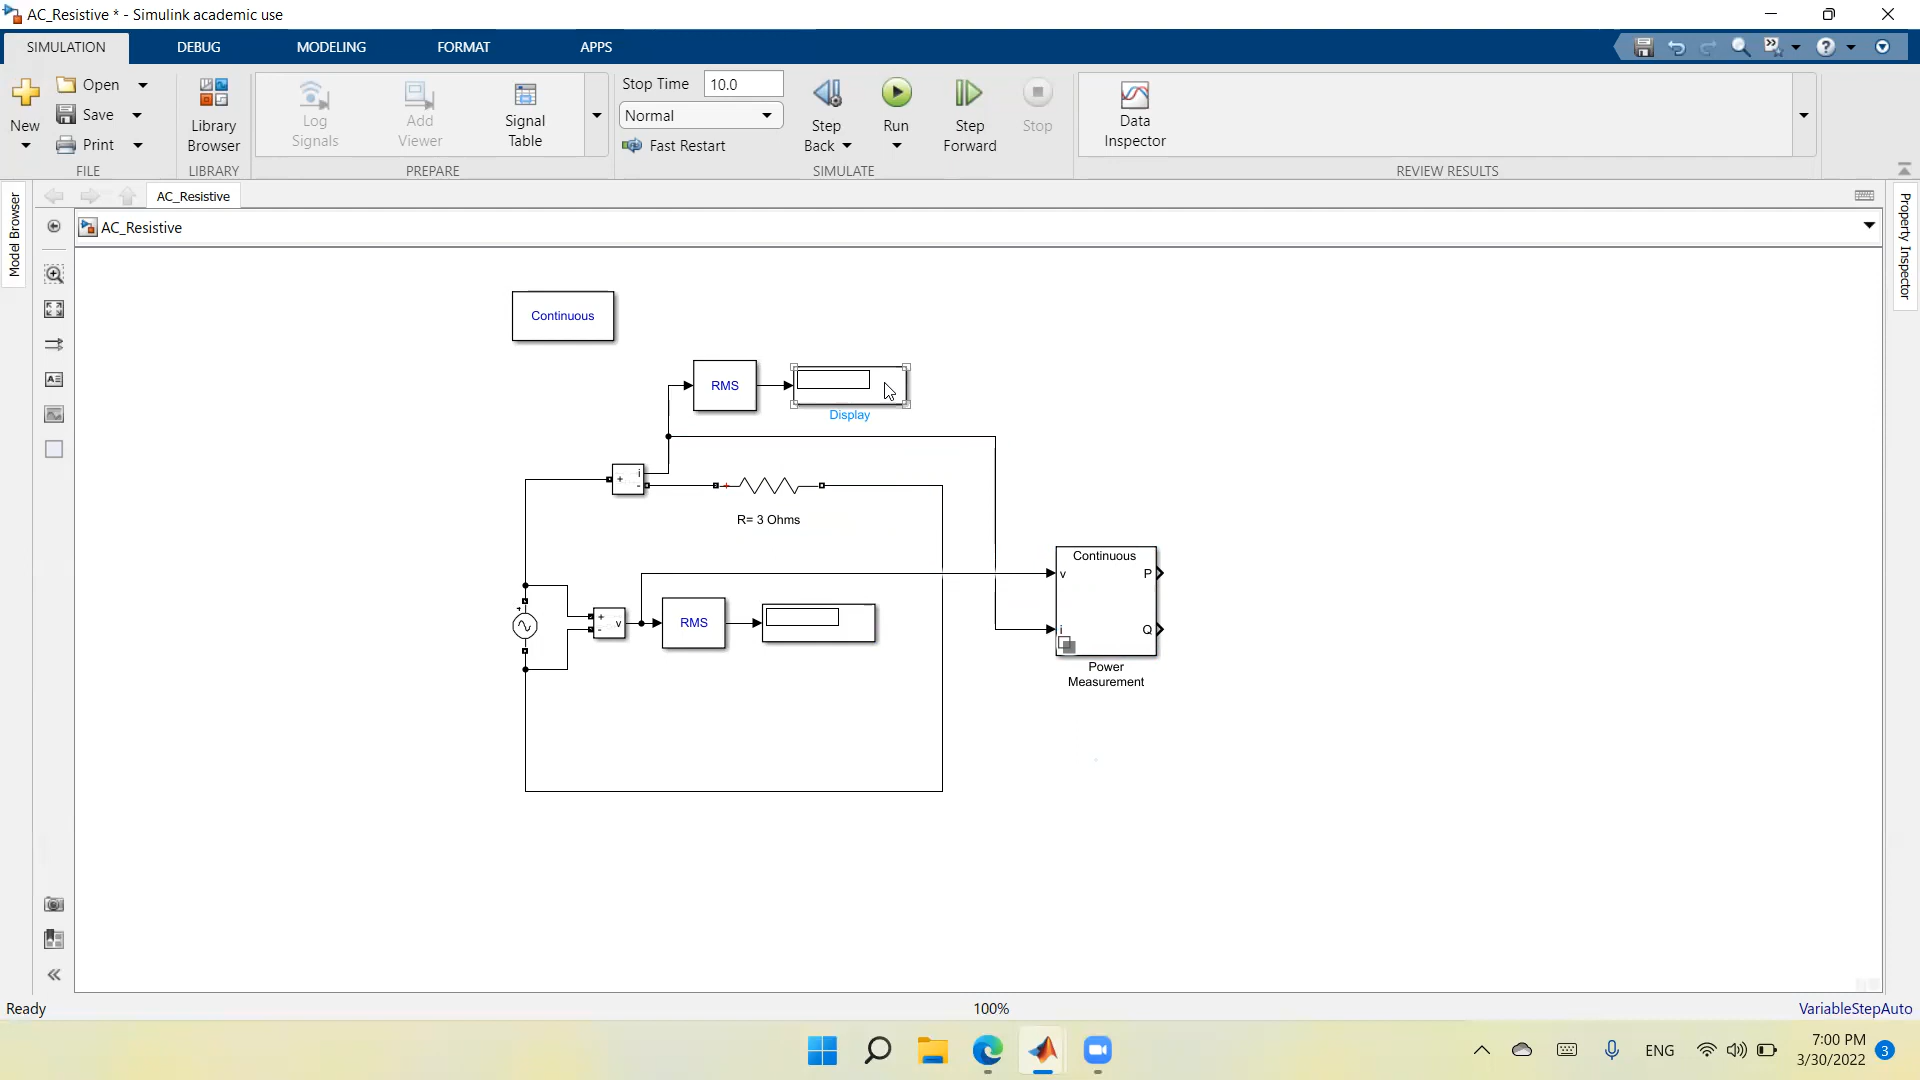 AC_Resistive * - Simulink academic use
SIMULATION
DEBUG
MODELING
FORMAT
APPS
New
Open
Save
Print
FILE
Library
Browser
LIBRARY
Log
Signals
Add
Viewer
Signal
Table
PREPARE
Stop Time
10.0
Normal
Fast Restart
Step
Back
Run
Step
Forward
Stop
SIMULATE
Data
Inspector
REVIEW RESULTS
Model Browser
AC_Resistive
AC_Resistive
Property Inspector
Continuous
RMS
Display
i
+
-
+
R= 3 Ohms
Continuous
v
P
i
Q
Power
Measurement
+
+
-
v
RMS
Ready
100%
VariableStepAuto
ENG
7:00 PM
3/30/2022
3